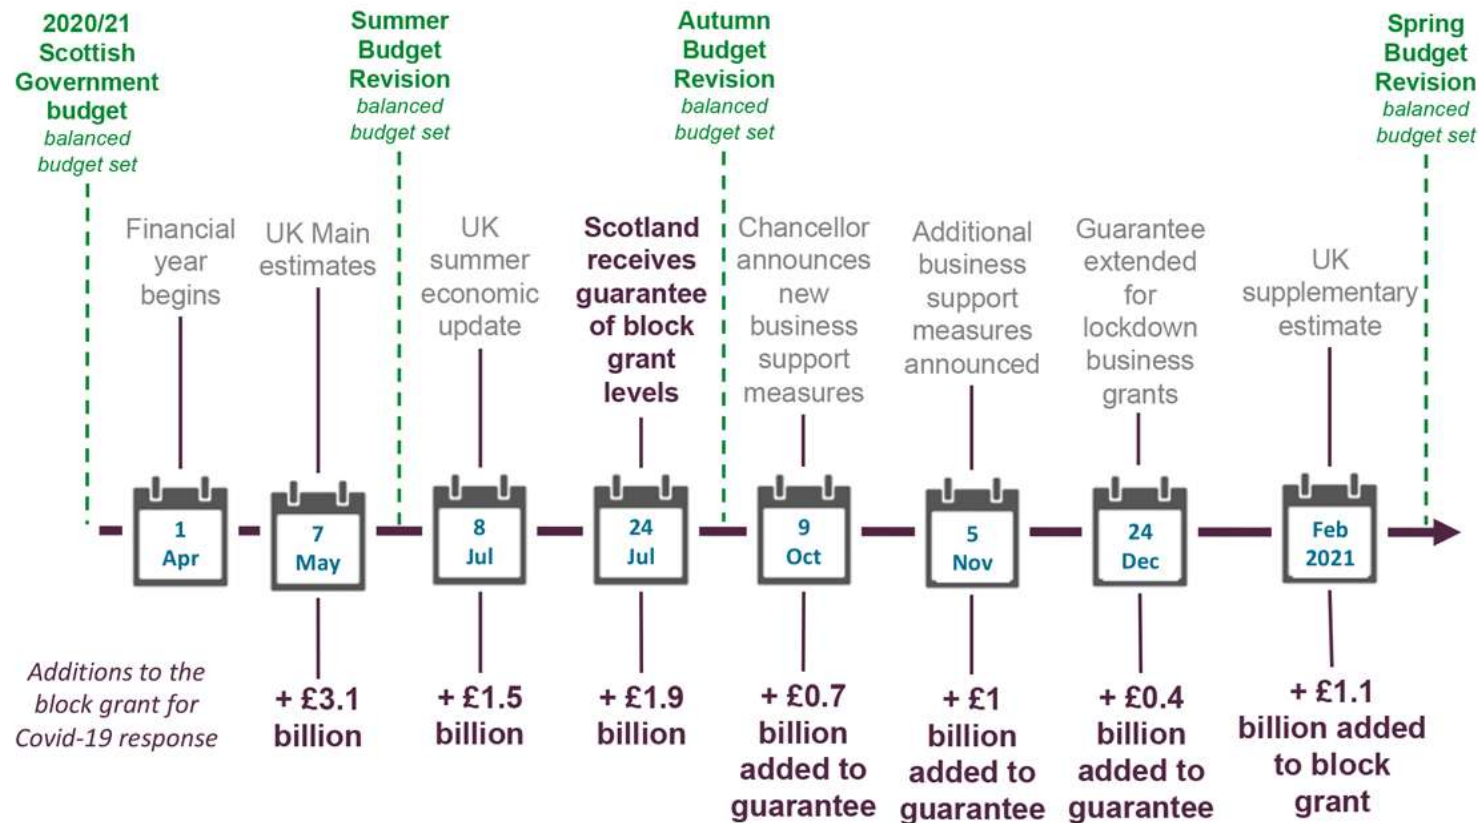 2020/21
Scottish
Government
budget
balanced
budget set
Summer
Budget
Revision
balanced
budget set
Autumn
Budget
Revision
balanced
budget set
Spring
Budget
Revision
balanced
budget set
Financial
year
begins
UK Main
estimates
UK
summer
economic
update
Scotland
receives
guarantee
of block
grant
levels
Chancellor
announces
new
business
support
measures
Additional
business
support
measures
announced
Guarantee
extended
for
lockdown
business
grants
UK
supplementary
estimate
1
Apr
7
May
8
Jul
24
Jul
9
Oct
5
Nov
24
Dec
Feb
2021
Additions to the
block grant for
Covid-19 response
+ £3.1
billion
+ £1.5
billion
+ £1.9
billion
+ £0.7
billion
added to
guarantee
+ £1
billion
added to
guarantee
+ £0.4
billion
added to
guarantee
+ £1.1
billion added
to block
grant